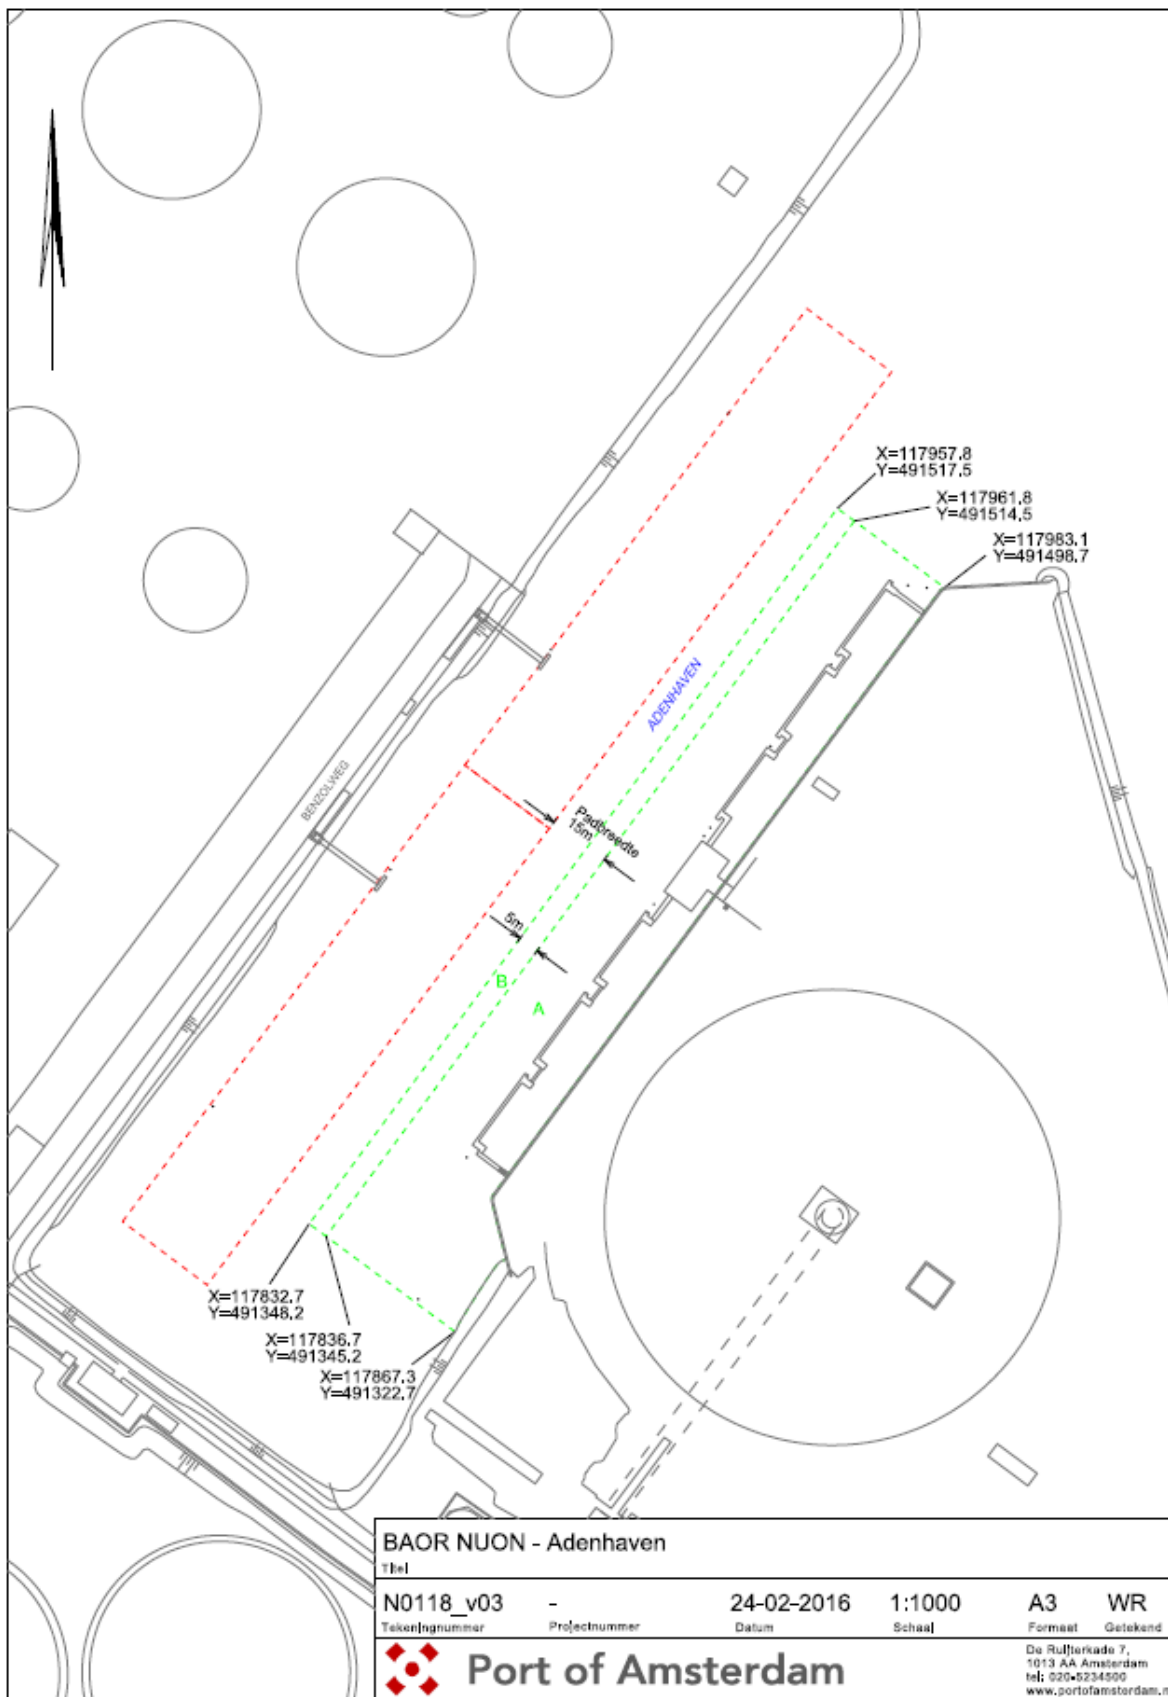 X=117957.8
Y=491517.5
X=117961.8
Y=491514.5
X=117983.1
Y=491498.7
ADENHAVEN
BENZOLWEG
Padbreedte
15m
5m
B
A
X=117832.7
Y=491348.2
X=117836.7
Y=491345.2
X=117867.3
Y=491322.7
BAOR NUON - Adenhaven
Titel
N0118_v03 - 24-02-2016 1:1000 A3 WR
Tekeningnummer Projectnummer Datum Schaal Formaat Getekend
Port of Amsterdam
De Ruijterkade 7,
1013 AA Amsterdam
tel: 020-5234500
www.portofamsterdam.n